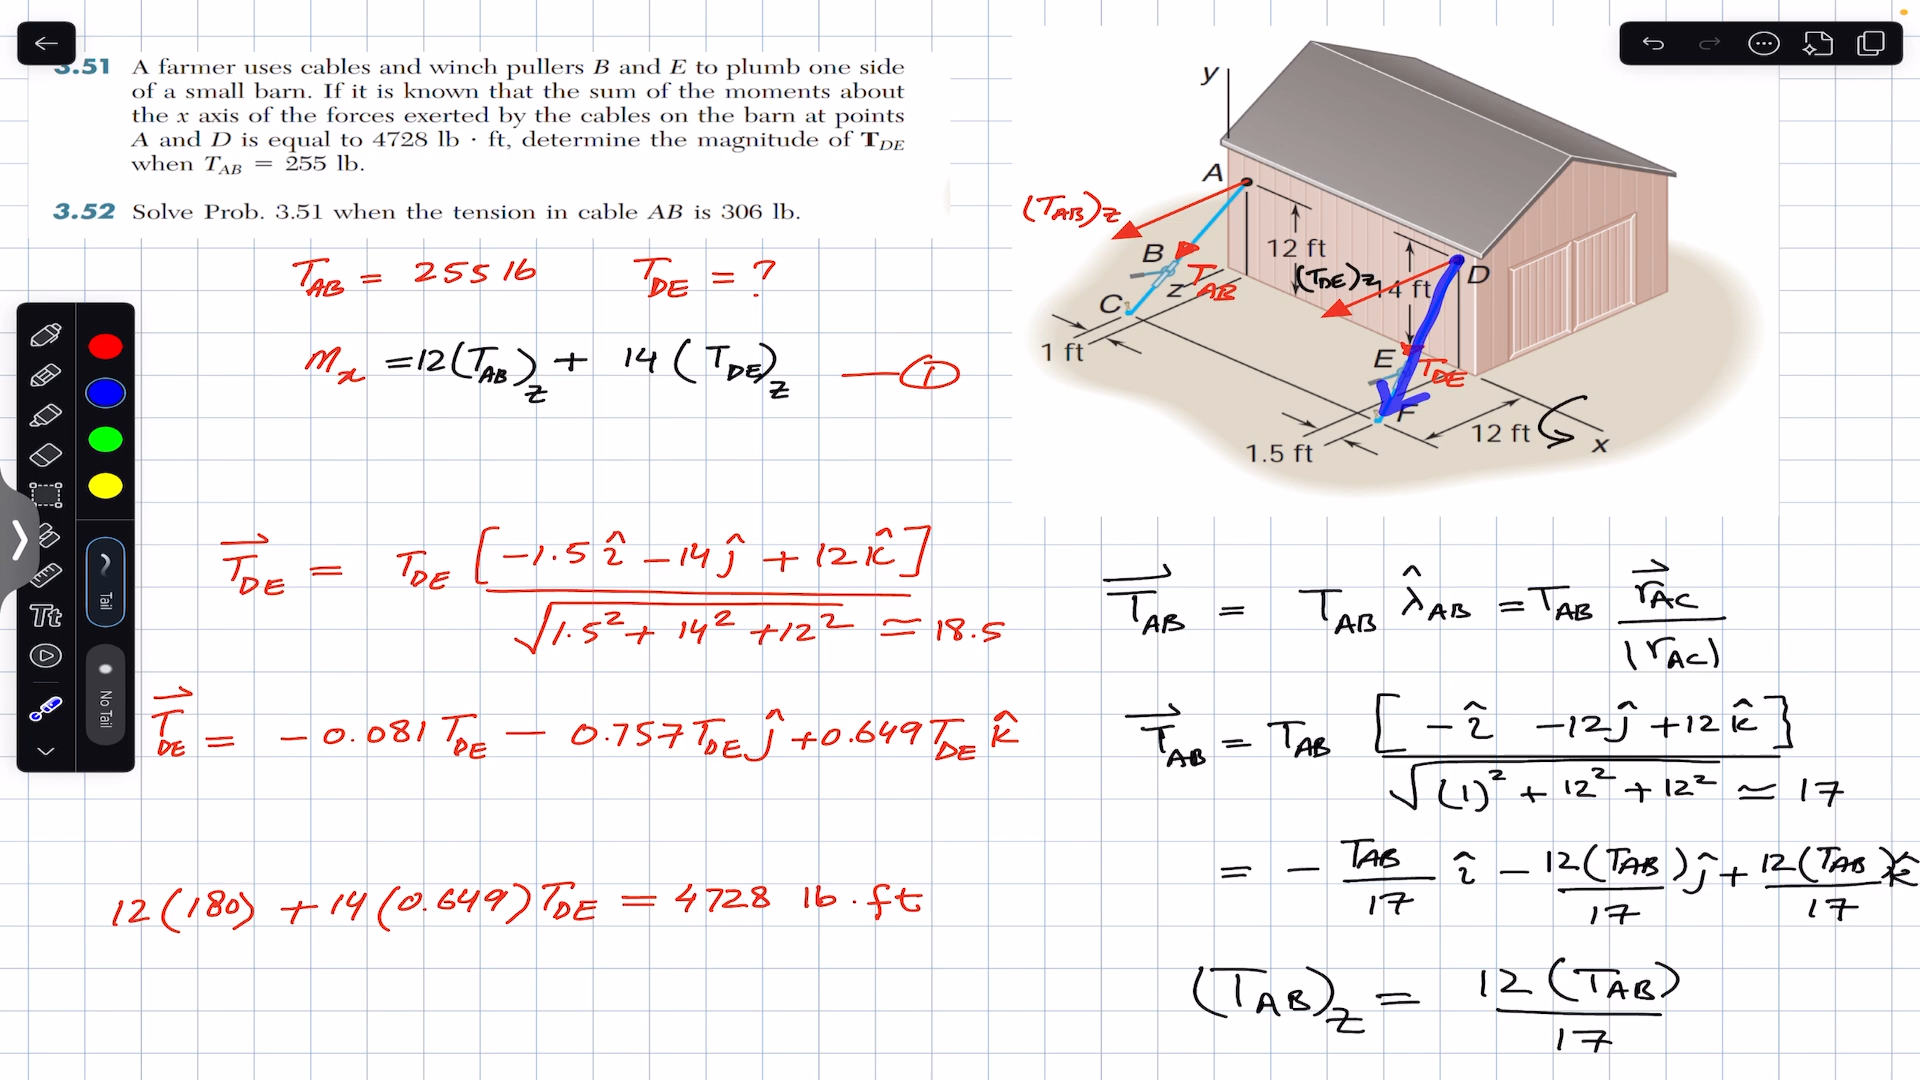 3.51 A farmer uses cables and winch pullers B and E to plumb one side
of a small barn. If it is known that the sum of the moments about
the x axis of the forces exerted by the cables on the barn at points
A and D is equal to 4728 lb · ft, determine the magnitude of T_DE
when T_AB = 255 lb.
3.52 Solve Prob. 3.51 when the tension in cable AB is 306 lb.
T_AB = 255 lb T_DE = ?
M_x = 12(T_AB)_z + 14(T_DE)_z — ①
T_DE = T_DE [-1.5 î - 14 ĵ + 12 k̂]
√1.5² + 14² + 12² ≃ 18.5
T_DE = - 0.081 T_DE - 0.757 T_DE ĵ + 0.649 T_DE k̂
12(180) + 14(0.649) T_DE = 4728 lb.ft
y
A
(T_AB)_z
12 ft
B
T_AB
z
(T_DE)_z
14 ft
D
C
1 ft
E
T_DE
F
12 ft
x
1.5 ft
T_AB = T_AB λ̂_AB = T_AB r_AC
|r_AC|
T_AB = T_AB [- î - 12 ĵ + 12 k̂]
√(1)² + 12² + 12² ≃ 17
= - T_AB/17 î - 12(T_AB)/17 ĵ + 12(T_AB)/17 k̂
(T_AB)_z = 12(T_AB)/17
Tt
Tail
No Tail